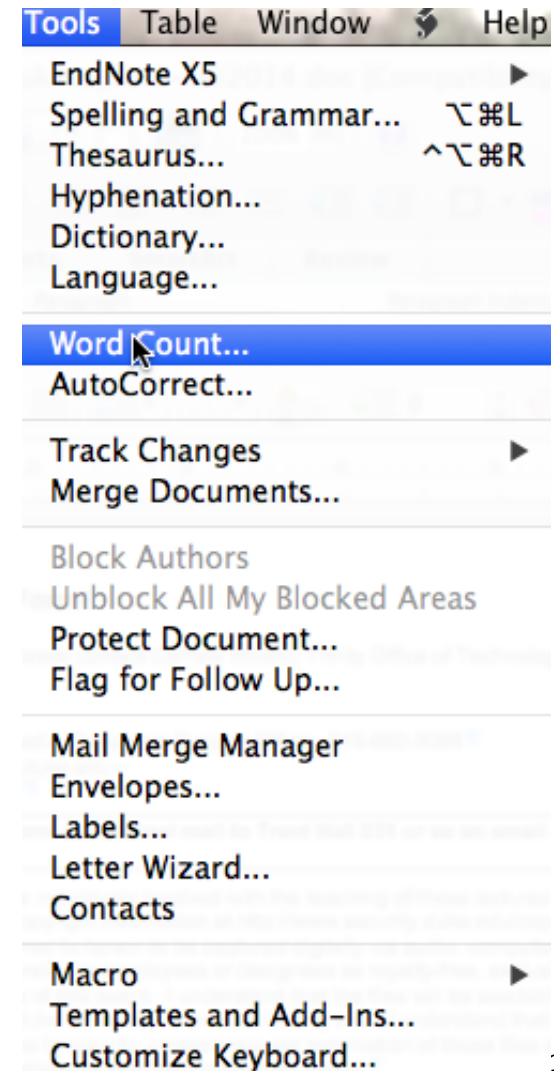 Tools Table Window Help
EndNote X5 ▶
Spelling and Grammar... ⌥⌘L
Thesaurus... ^⌥⌘R
Hyphenation...
Dictionary...
Language...
Word Count...
AutoCorrect...
Track Changes ▶
Merge Documents...
Block Authors
Unblock All My Blocked Areas
Protect Document...
Flag for Follow Up...
Mail Merge Manager
Envelopes...
Labels...
Letter Wizard...
Contacts
Macro ▶
Templates and Add-Ins...
Customize Keyboard...